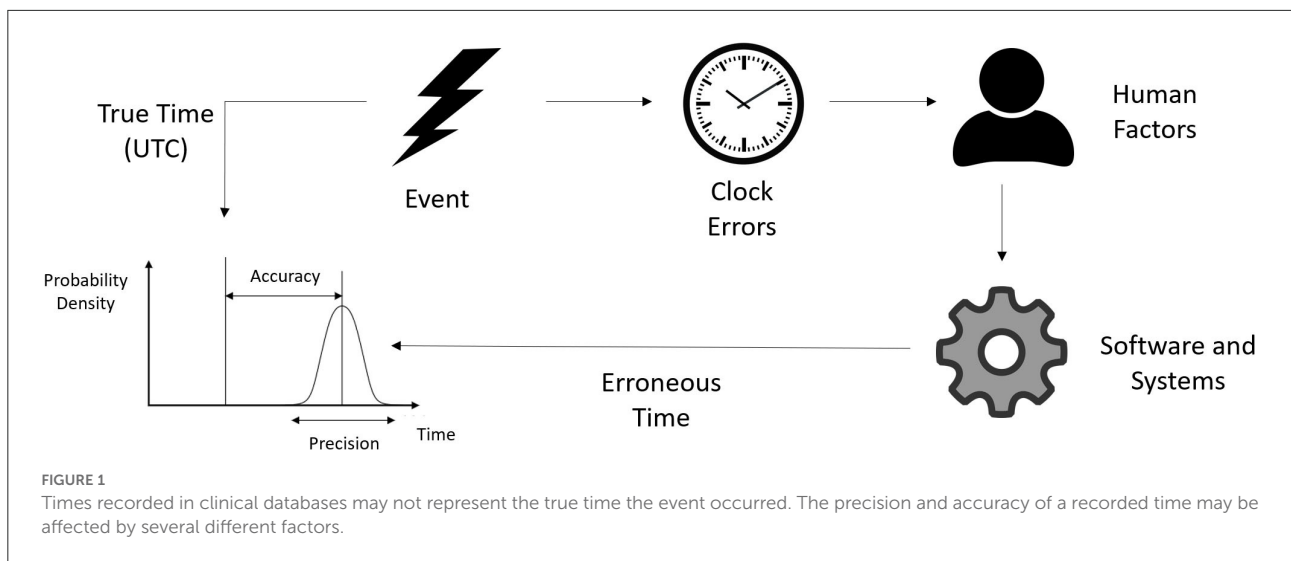 True Time
(UTC)
Event
Clock
Errors
Human
Factors
Probability
Density
Accuracy
Precision
Time
Erroneous
Time
Software and
Systems
FIGURE 1
Times recorded in clinical databases may not represent the true time the event occurred. The precision and accuracy of a recorded time may be
affected by several different factors.